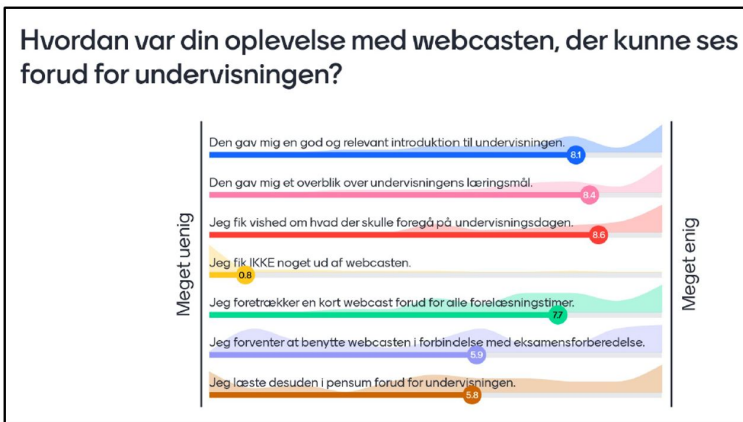 Hvordan var din oplevelse med webcasten, der kunne ses
forud for undervisningen?
Meget uenig
Den gav mig en god og relevant introduktion til undervisningen.
8.1
Den gav mig et overblik over undervisningens læringsmål.
8.4
Jeg fik vished om hvad der skulle foregå på undervisningsdagen.
8.6
Jeg fik IKKE noget ud af webcasten.
0.8
Jeg foretrækker en kort webcast forud for alle forelæsningstimer.
7.7
Jeg forventer at benytte webcasten i forbindelse med eksamensforberedelse.
5.9
Jeg læste desuden i pensum forud for undervisningen.
5.8
Meget enig